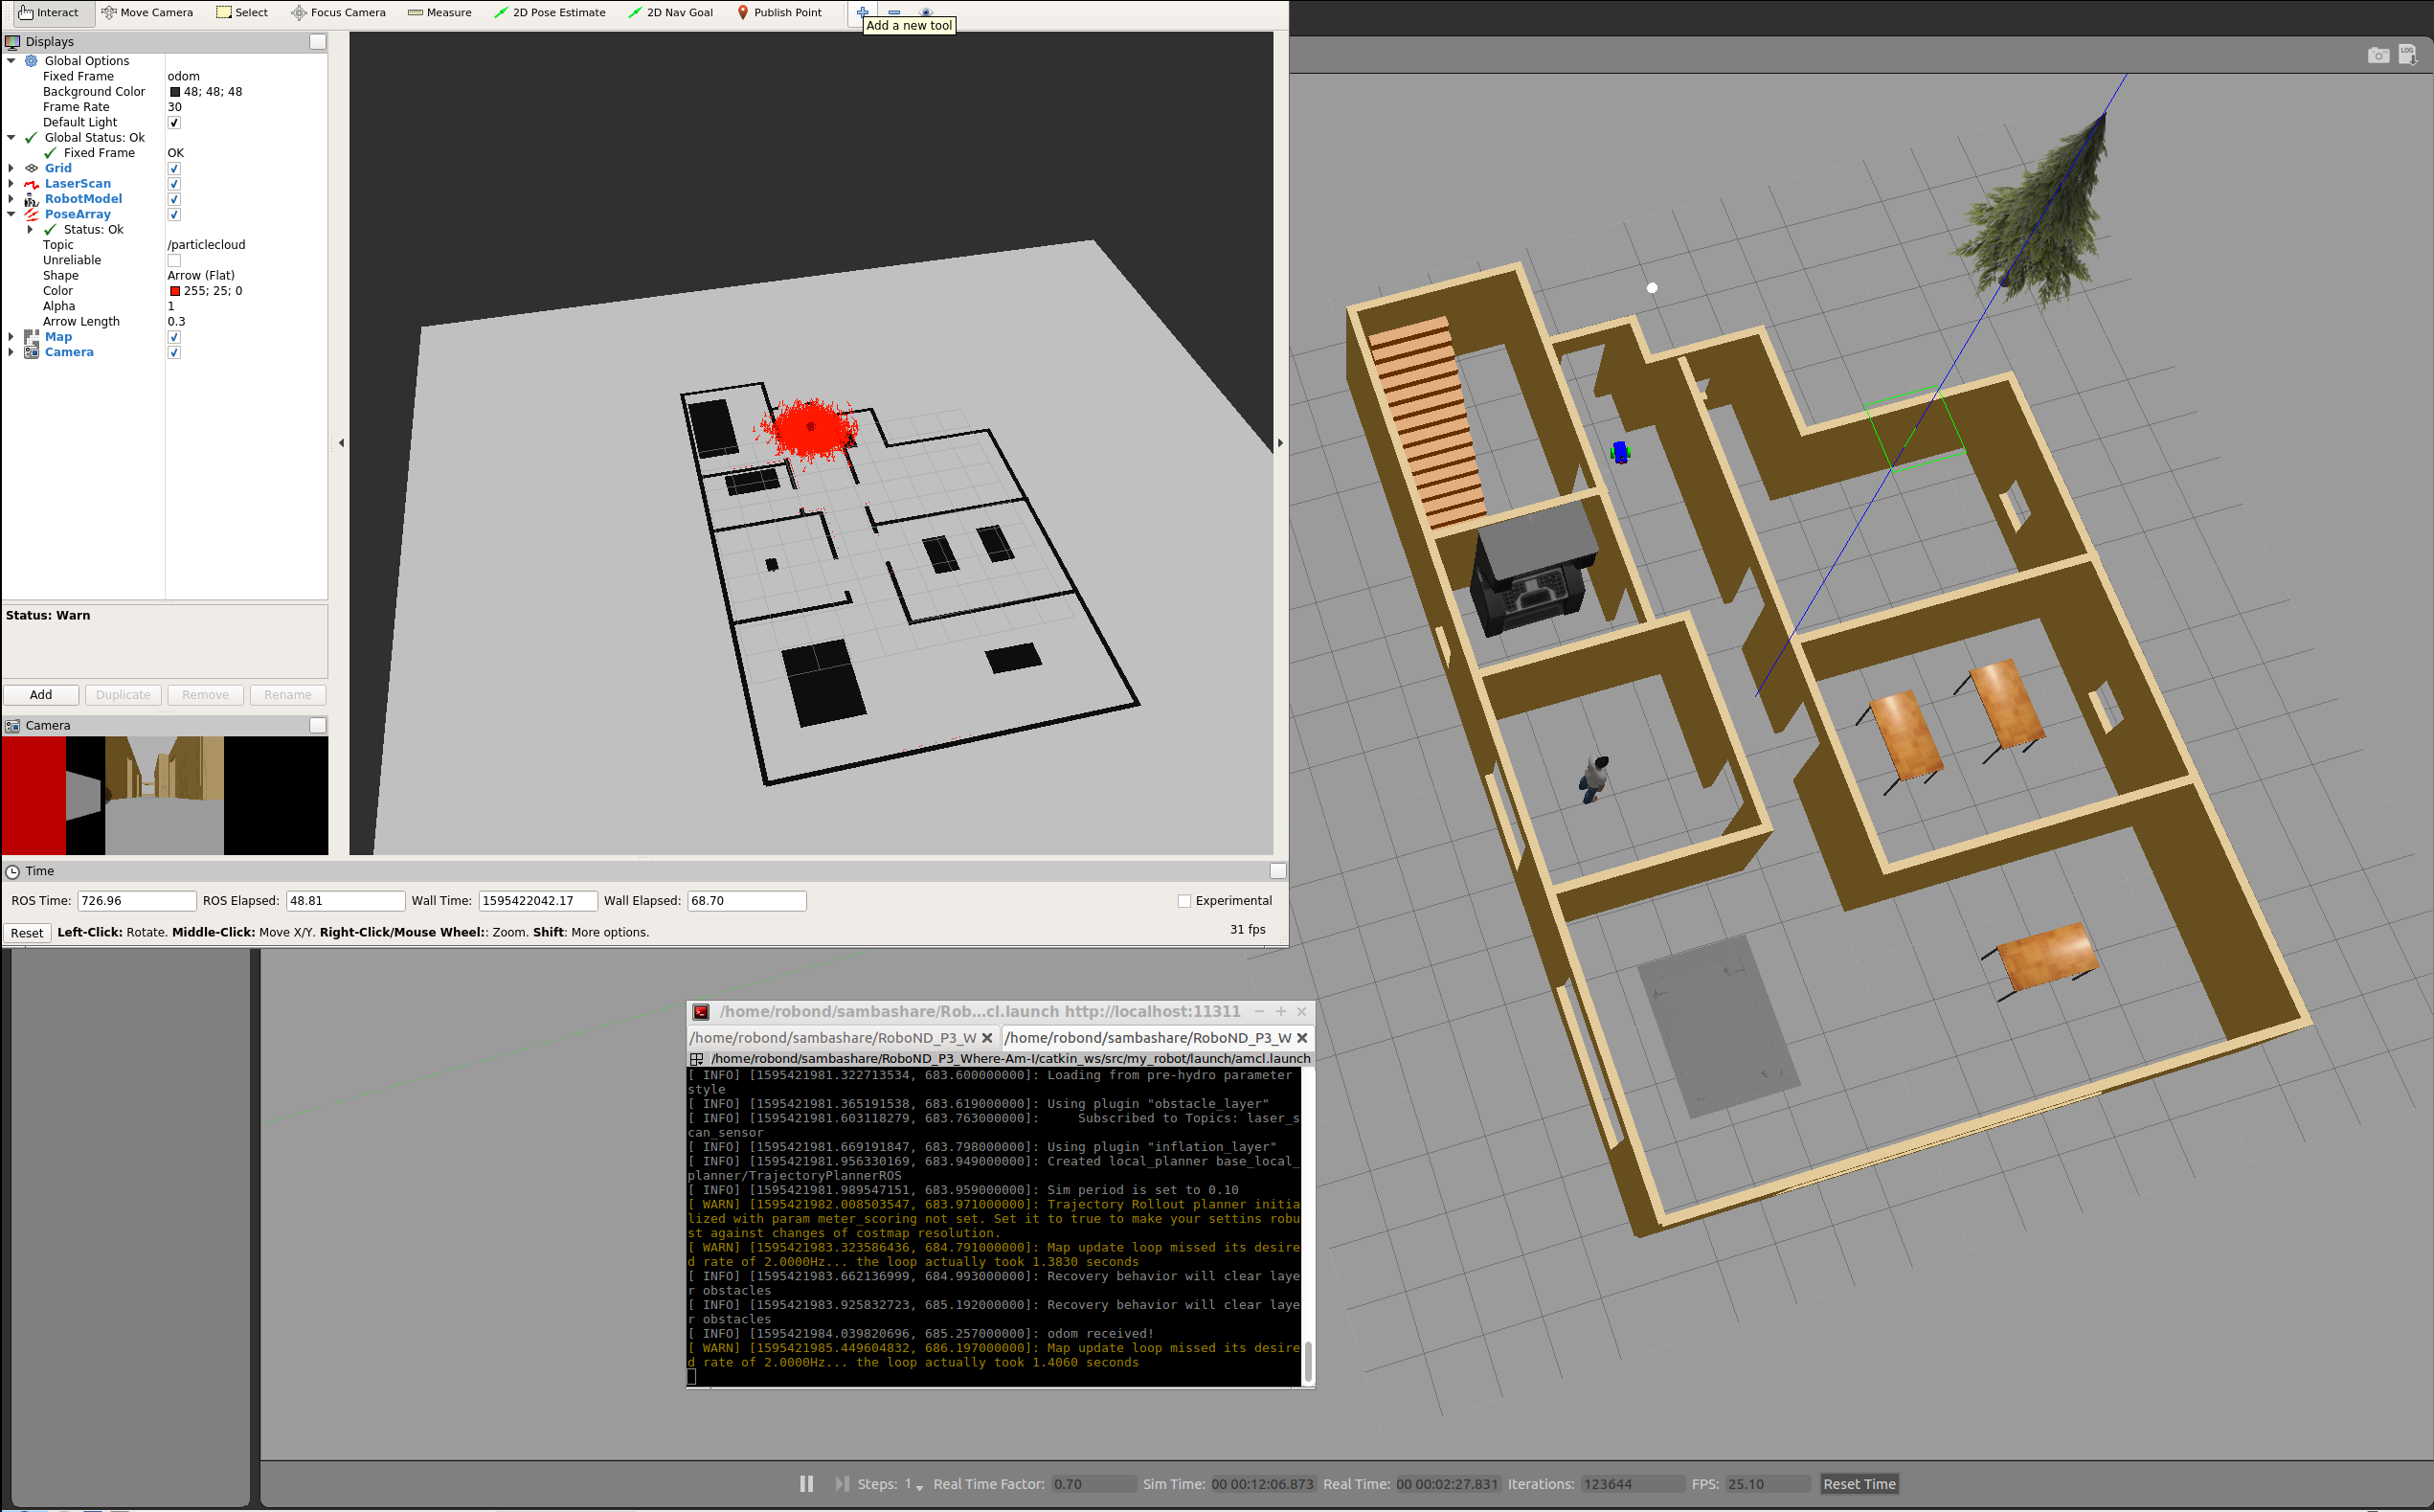 Interact Move Camera Select Focus Camera Measure 2D Pose Estimate 2D Nav Goal Publish Point
Add a new tool
Displays
Global Options
Fixed Frame odom
Background Color 48; 48; 48
Frame Rate 30
Default Light
Global Status: Ok
Fixed Frame OK
Grid
LaserScan
RobotModel
PoseArray
Status: Ok
Topic /particlecloud
Unreliable
Shape Arrow (Flat)
Color 255; 25; 0
Alpha 1
Arrow Length 0.3
Map
Camera
Status: Warn
Add Duplicate Remove Rename
Camera
Time
ROS Time: 726.96 ROS Elapsed: 48.81 Wall Time: 1595422042.17 Wall Elapsed: 68.70 Experimental
Reset Left-Click: Rotate. Middle-Click: Move X/Y. Right-Click/Mouse Wheel:: Zoom. Shift: More options. 31 fps
LOG
/home/robond/sambashare/Rob...cl.launch http://localhost:11311
/home/robond/sambashare/RoboND_P3_W /home/robond/sambashare/RoboND_P3_W
/home/robond/sambashare/RoboND_P3_Where-Am-I/catkin_ws/src/my_robot/launch/amcl.launch
[ INFO] [1595421981.322713534, 683.600000000]: Loading from pre-hydro parameter
style
[ INFO] [1595421981.365191538, 683.619000000]: Using plugin "obstacle_layer"
[ INFO] [1595421981.603118279, 683.763000000]:     Subscribed to Topics: laser_s
can_sensor
[ INFO] [1595421981.669191847, 683.798000000]: Using plugin "inflation_layer"
[ INFO] [1595421981.956330169, 683.949000000]: Created local_planner base_local_
planner/TrajectoryPlannerROS
[ INFO] [1595421981.989547151, 683.959000000]: Sim period is set to 0.10
[ WARN] [1595421982.008503547, 683.971000000]: Trajectory Rollout planner initia
lized with param meter_scoring not set. Set it to true to make your settins robu
st against changes of costmap resolution.
[ WARN] [1595421983.323586436, 684.791000000]: Map update loop missed its desire
d rate of 2.0000Hz... the loop actually took 1.3830 seconds
[ INFO] [1595421983.662136999, 684.993000000]: Recovery behavior will clear laye
r obstacles
[ INFO] [1595421983.925832723, 685.192000000]: Recovery behavior will clear laye
r obstacles
[ INFO] [1595421984.039820696, 685.257000000]: odom received!
[ WARN] [1595421985.449604832, 686.197000000]: Map update loop missed its desire
d rate of 2.0000Hz... the loop actually took 1.4060 seconds
Steps: 1 Real Time Factor: 0.70 Sim Time: 00 00:12:06.873 Real Time: 00 00:02:27.831 Iterations: 123644 FPS: 25.10 Reset Time